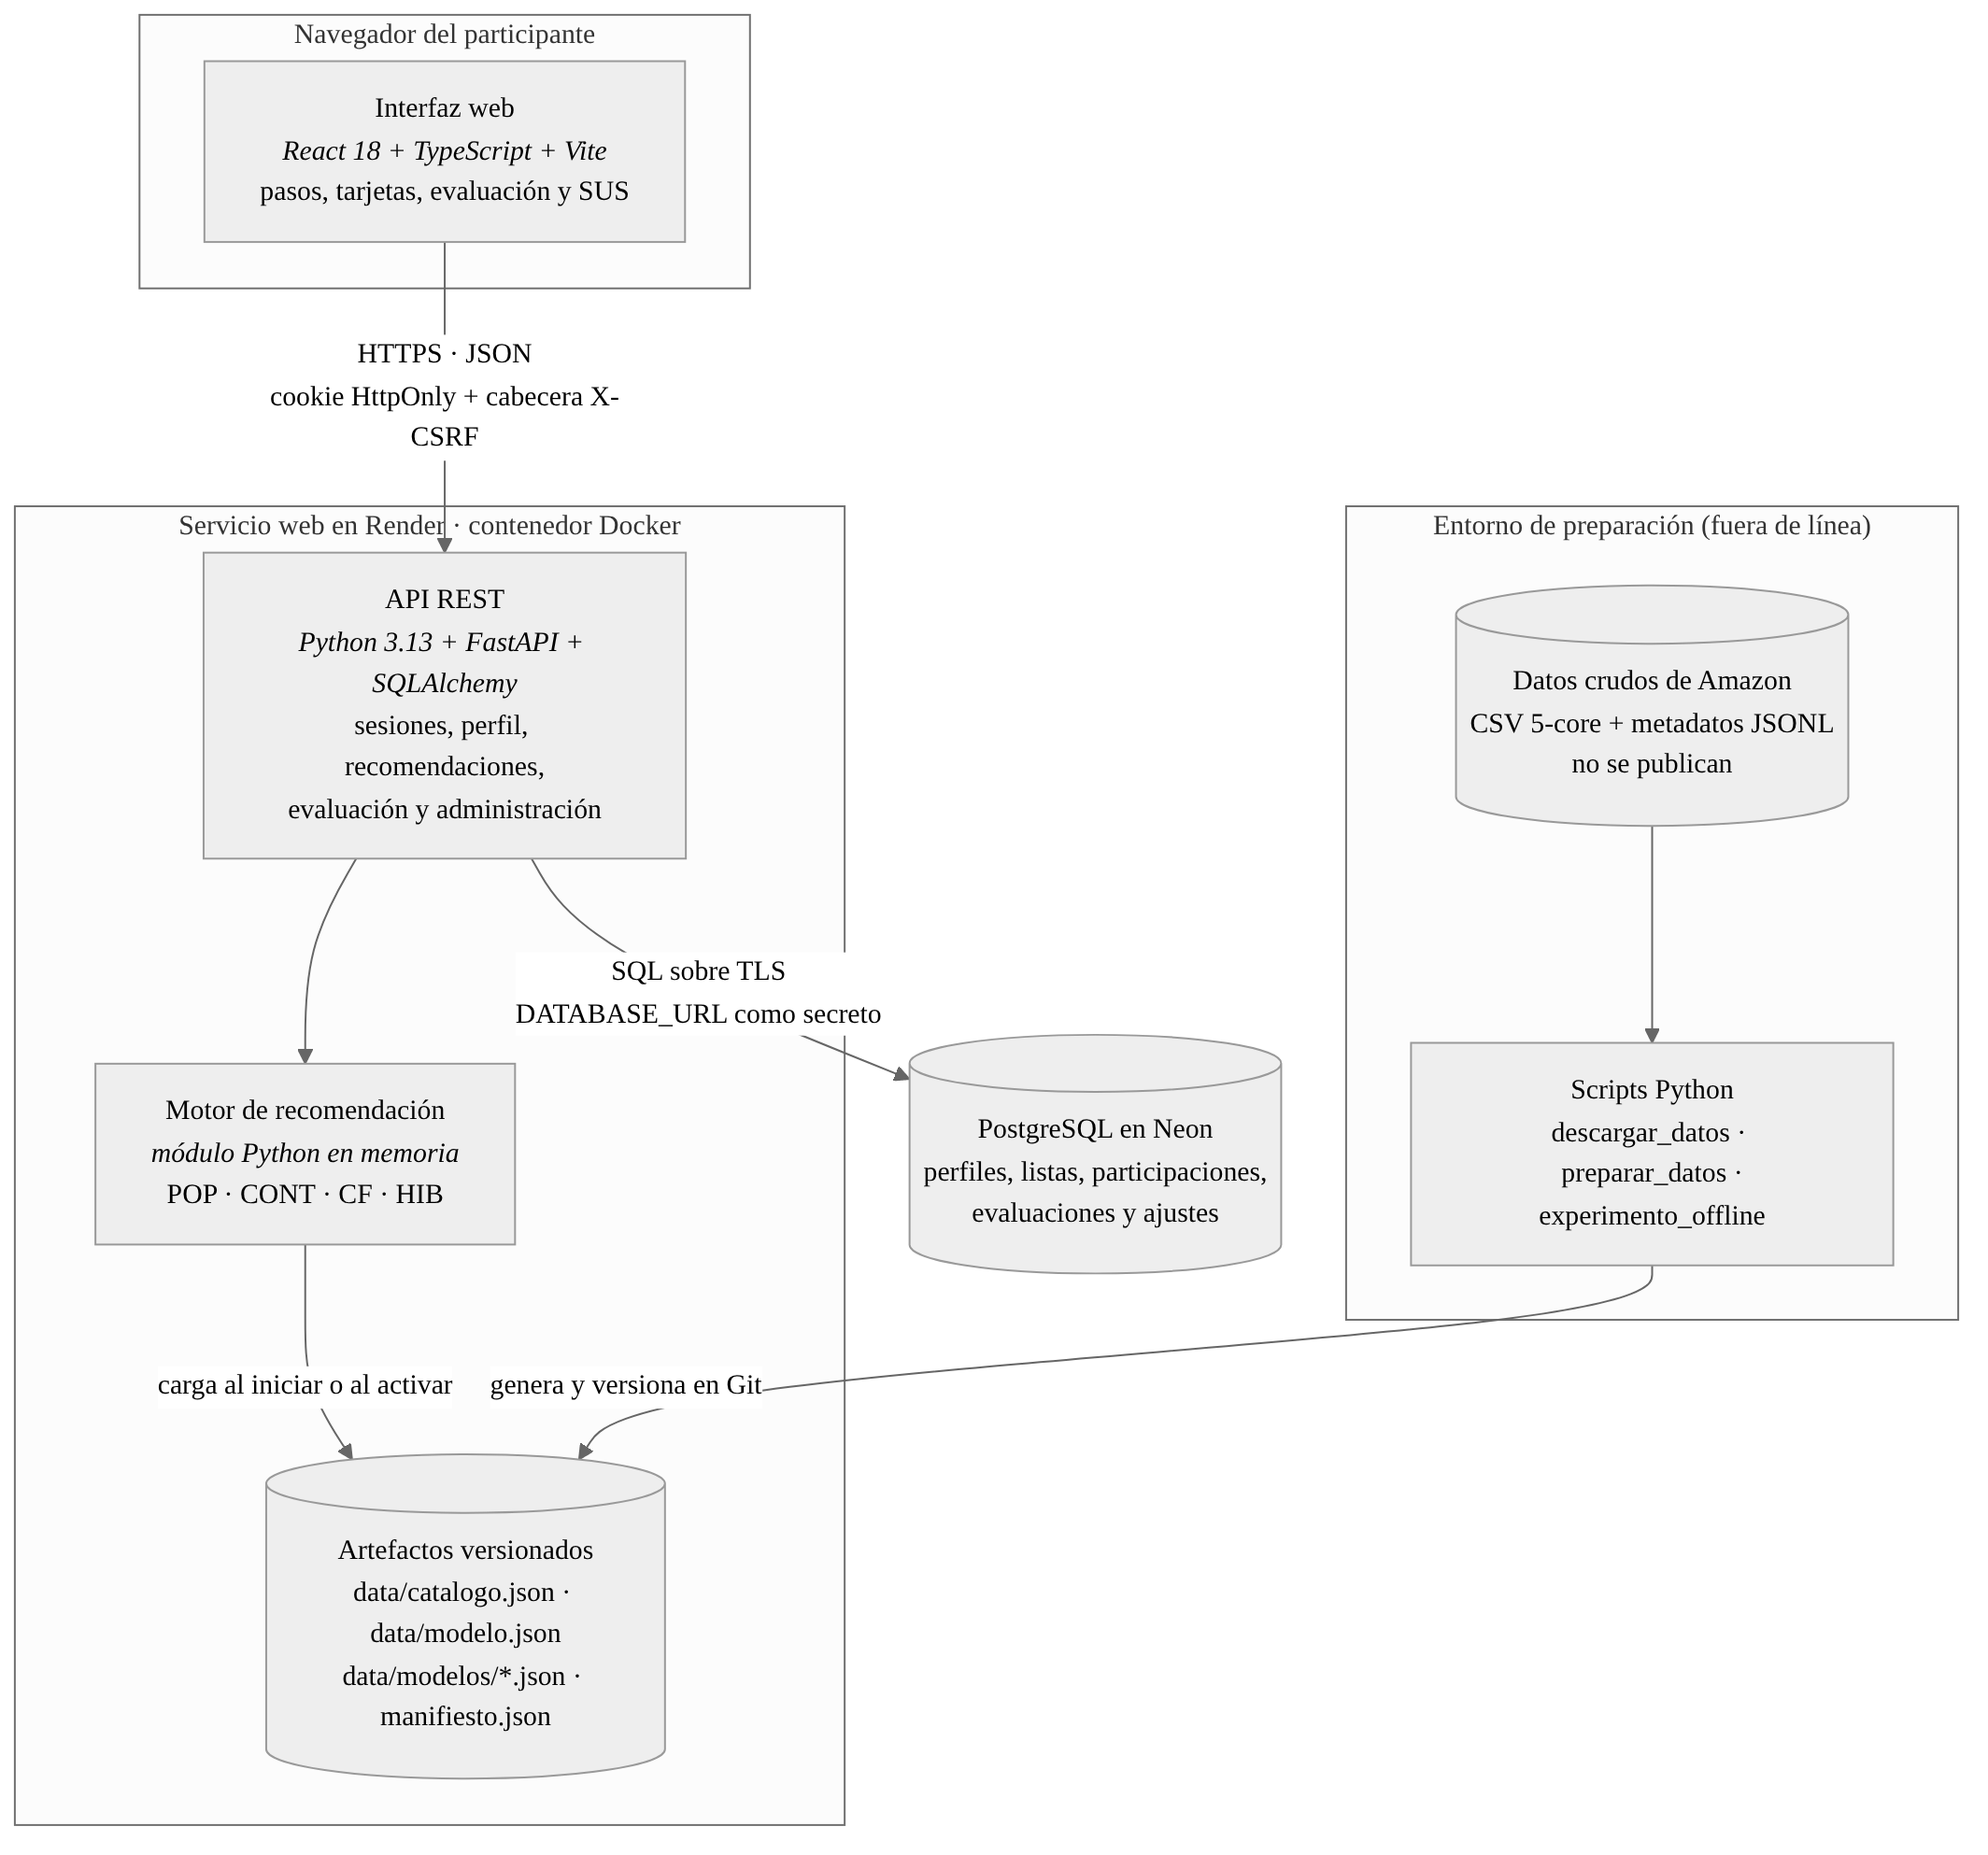 Navegador del participante
Interfaz web
React 18 + TypeScript + Vite
pasos, tarjetas, evaluación y SUS
HTTPS · JSON
cookie HttpOnly + cabecera X-
CSRF
Servicio web en Render · contenedor Docker
API REST
Python 3.13 + FastAPI +
SQLAlchemy
sesiones, perfil,
recomendaciones,
evaluación y administración
SQL sobre TLS
DATABASE_URL como secreto
Motor de recomendación
módulo Python en memoria
POP · CONT · CF · HIB
PostgreSQL en Neon
perfiles, listas, participaciones,
evaluaciones y ajustes
Entorno de preparación (fuera de línea)
Datos crudos de Amazon
CSV 5-core + metadatos JSONL
no se publican
Scripts Python
descargar_datos ·
preparar_datos ·
experimento_offline
carga al iniciar o al activar
genera y versiona en Git
Artefactos versionados
data/catalogo.json ·
data/modelo.json
data/modelos/*.json ·
manifiesto.json